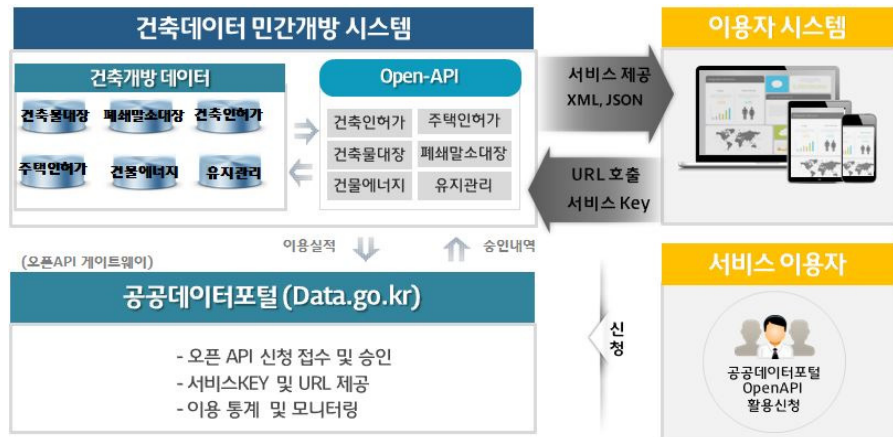 건축데이터 민간개방 시스템
이용자 시스템
건축개방 데이터
건축물대장 폐쇄말소대장 건축인허가
주택인허가 건물에너지 유지관리
Open-API
건축인허가 주택인허가
건축물대장 폐쇄말소대장
건물에너지 유지관리
서비스 제공
XML, JSON
URL 호출
서비스 Key
이용실적
승인내역
(오픈API 게이트웨이)
공공데이터포털 (Data.go.kr)
- 오픈 API 신청 접수 및 승인
- 서비스KEY 및 URL 제공
- 이용 통계 및 모니터링
신
청
서비스 이용자
공공데이터포털
OpenAPI
활용신청